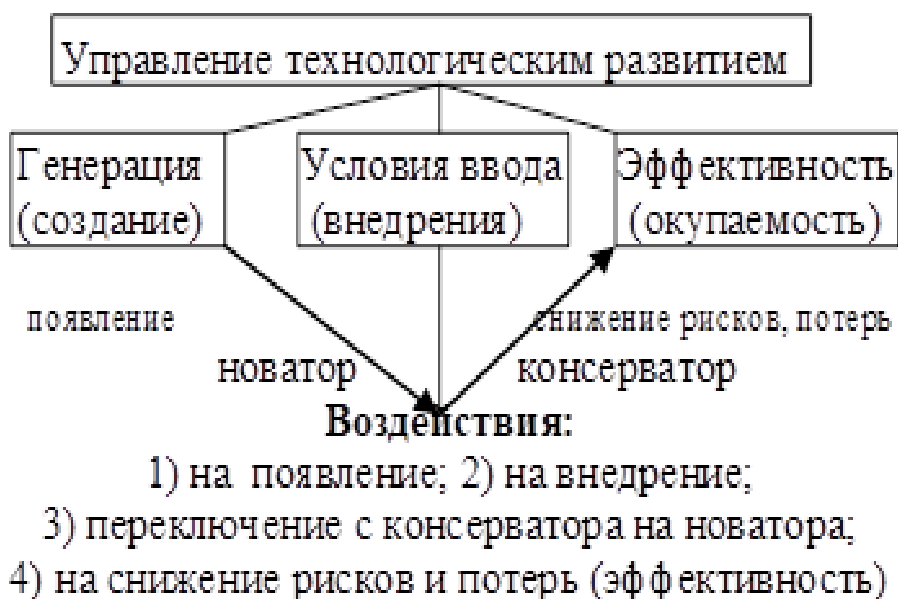 Управление технологическим развитием
Генерация
(создание)
Условия ввода
(внедрения)
Эффективность
(окупаемость)
появление
снижение рисков, потерь
новатор
консерватор
Воздействия:
1) на появление; 2) на внедрение;
3) переключение с консерватора на новатора;
4) на снижение рисков и потерь (эффективность)